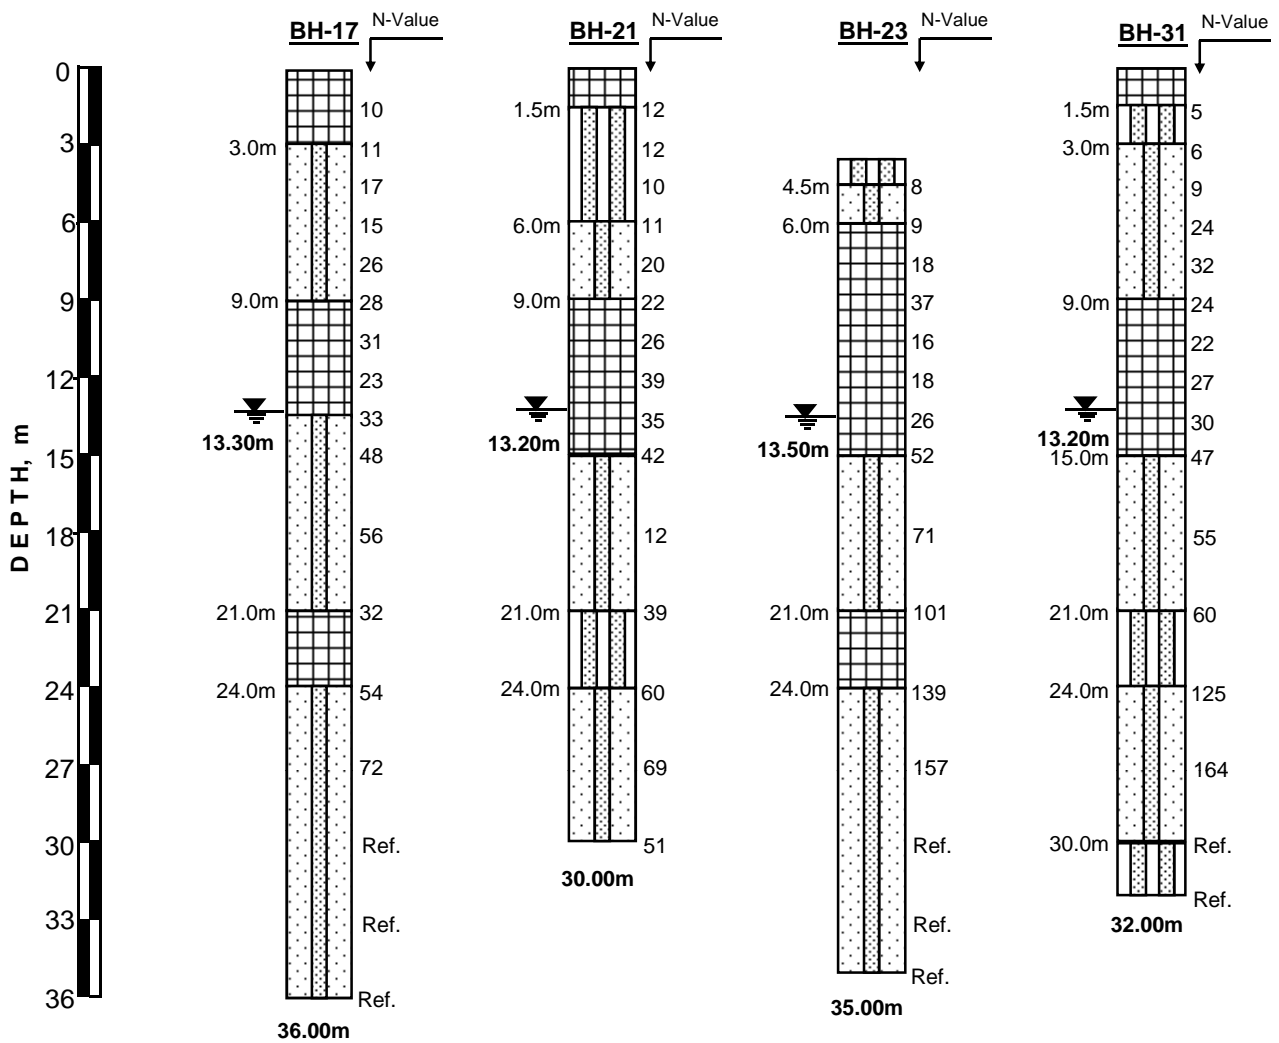 BH-17 N-Value
BH-21 N-Value
BH-23 N-Value
BH-31 N-Value
DEPTH, m
0
3
6
9
12
15
18
21
24
27
30
33
36
3.0m
9.0m
13.30m
21.0m
24.0m
10
11
17
15
26
28
31
23
33
48
56
32
54
72
Ref.
Ref.
Ref.
36.00m
1.5m
6.0m
9.0m
13.20m
21.0m
24.0m
12
12
10
11
20
22
26
39
35
42
12
39
60
69
51
30.00m
4.5m
6.0m
13.50m
21.0m
24.0m
8
9
18
37
16
18
26
52
71
101
139
157
Ref.
Ref.
Ref.
35.00m
1.5m
3.0m
9.0m
13.20m
15.0m
21.0m
24.0m
30.0m
5
6
9
24
32
24
22
27
30
47
55
60
125
164
Ref.
Ref.
32.00m